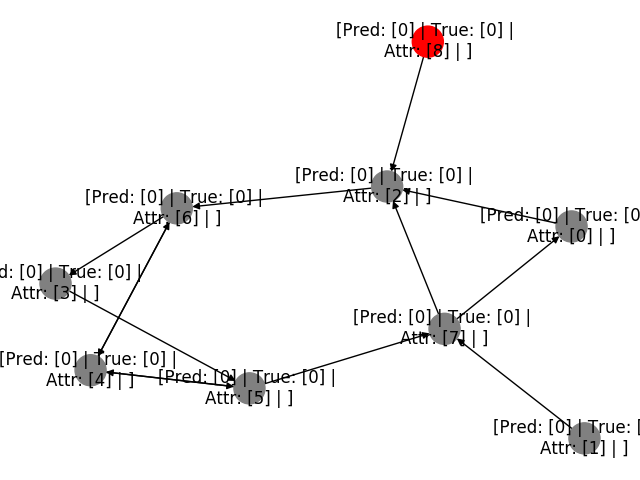 [Pred: [0] | True: [0] |
Attr: [8] | ]
[Pred: [0] | True: [0] |
Attr: [2] | ]
[Pred: [0] | True: [0] |
Attr: [6] | ]
[Pred: [0] | True: [0
Attr: [0] | ]
d: [0] | True: [0] |
Attr: [3] | ]
[Pred: [0] | True: [0] |
Attr: [7] | ]
[Pred: [0] | True: [0] |
Attr: [4] | ]
[Pred: [0] | True: [0] |
Attr: [5] | ]
[Pred: [0] | True: [
Attr: [1] | ]